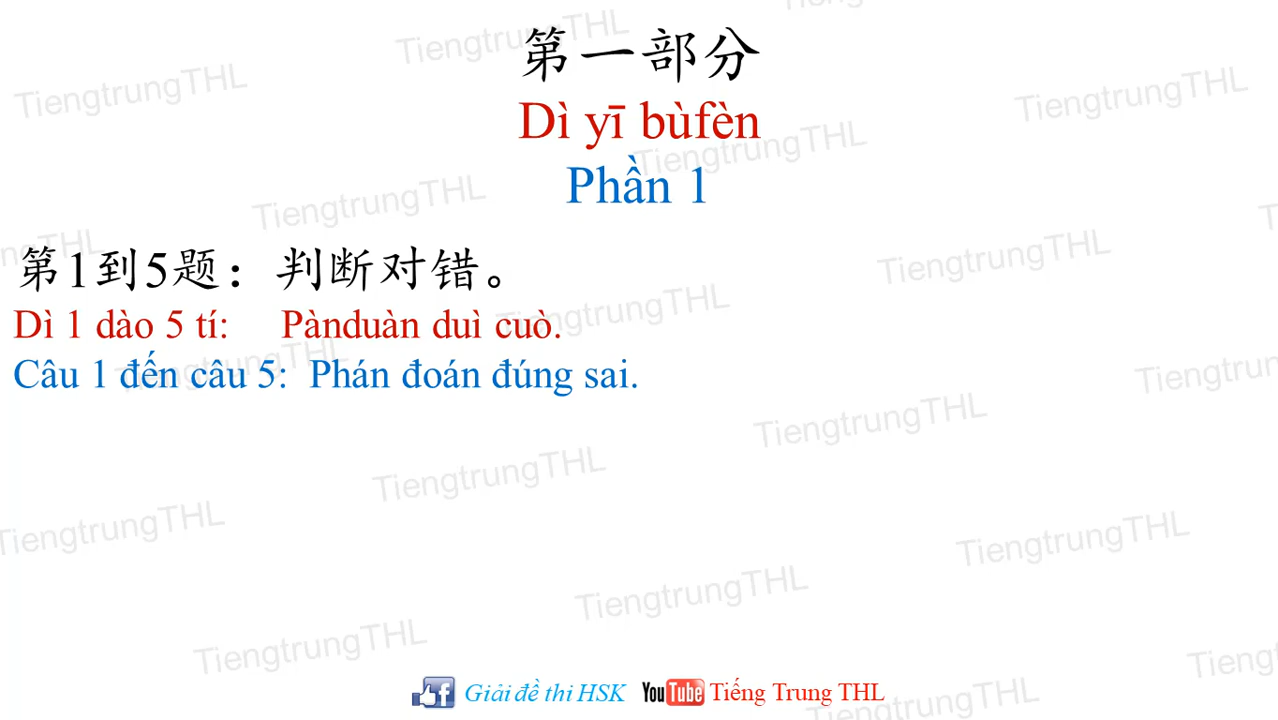 第一部分
Dì yī bùfèn
Phần 1
第1到5题：判断对错。
Dì 1 dào 5 tí: Pànduàn duì cuò.
Câu 1 đến câu 5: Phán đoán đúng sai.
Giải đề thi HSK YouTube Tiếng Trung THL
TiengtrungTHL